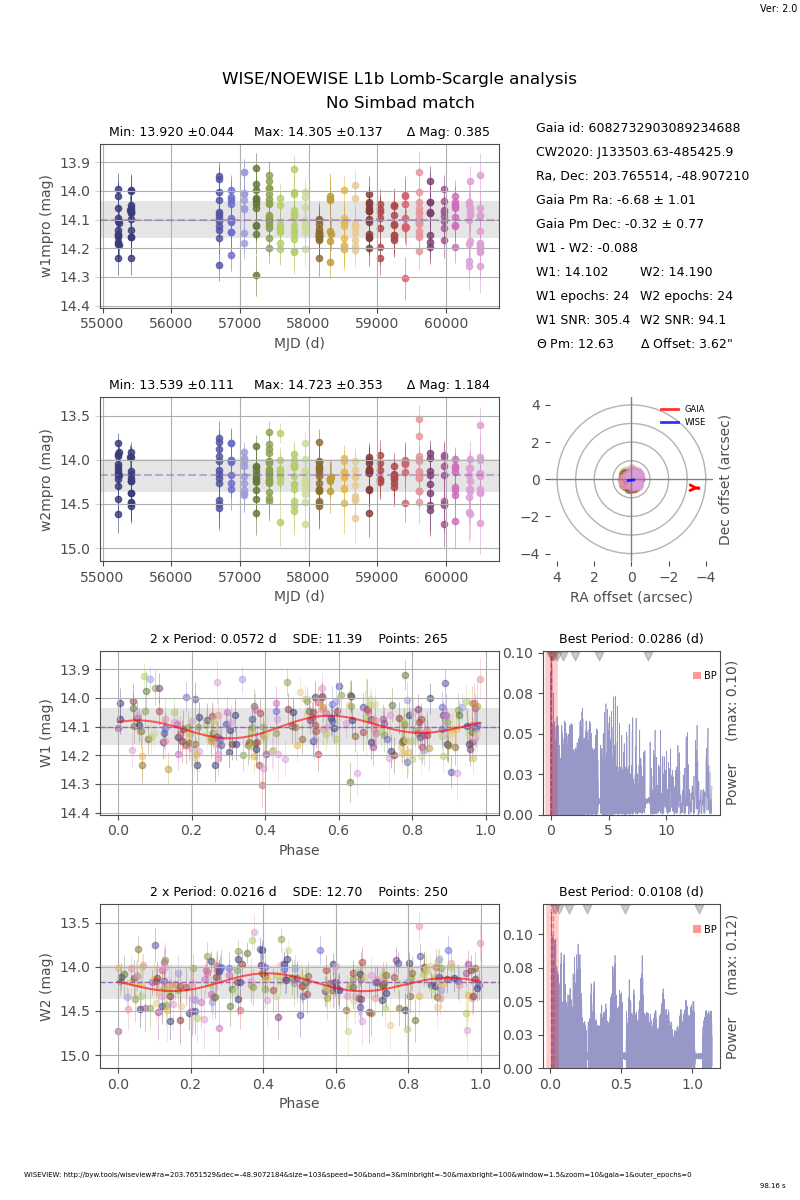 Ver: 2.0
WISE/NOEWISE L1b Lomb-Scargle analysis
No Simbad match
Min: 13.920 ±0.044 Max: 14.305 ±0.137 Δ Mag: 0.385
13.9
14.0
14.1
14.2
14.3
14.4
w1mpro (mag)
55000 56000 57000 58000 59000 60000
MJD (d)
Gaia id: 6082732903089234688
CW2020: J133503.63-485425.9
Ra, Dec: 203.765514, -48.907210
Gaia Pm Ra: -6.68 ± 1.01
Gaia Pm Dec: -0.32 ± 0.77
W1 - W2: -0.088
W1: 14.102 W2: 14.190
W1 epochs: 24 W2 epochs: 24
W1 SNR: 305.4 W2 SNR: 94.1
Θ Pm: 12.63 Δ Offset: 3.62"
Min: 13.539 ±0.111 Max: 14.723 ±0.353 Δ Mag: 1.184
13.5
14.0
14.5
15.0
w2mpro (mag)
55000 56000 57000 58000 59000 60000
MJD (d)
GAIA
WISE
4
2
0
−2
−4
4 2 0 −2 −4
RA offset (arcsec)
Dec offset (arcsec)
2 x Period: 0.0572 d SDE: 11.39 Points: 265
13.9
14.0
14.1
14.2
14.3
14.4
W1 (mag)
0.0 0.2 0.4 0.6 0.8 1.0
Phase
Best Period: 0.0286 (d)
BP
0.10
0.08
0.05
0.03
0.00
0 5 10
Power (max: 0.10)
2 x Period: 0.0216 d SDE: 12.70 Points: 250
13.5
14.0
14.5
15.0
W2 (mag)
0.0 0.2 0.4 0.6 0.8 1.0
Phase
Best Period: 0.0108 (d)
BP
0.10
0.08
0.05
0.03
0.00
0.0 0.5 1.0
Power (max: 0.12)
WISEVIEW: http://byw.tools/wiseview#ra=203.7651529&dec=-48.9072184&size=103&speed=50&band=3&minbright=-50&maxbright=100&window=1.5&zoom=10&gaia=1&outer_epochs=0
98.16 s